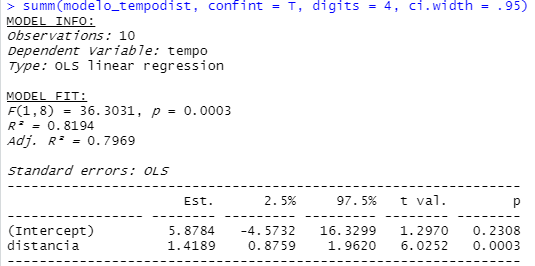 > summ(modelo_tempodist, confint = T, digits = 4, ci.width = .95)
MODEL INFO:
Observations: 10
Dependent Variable: tempo
Type: OLS linear regression
MODEL FIT:
F(1,8) = 36.3031, p = 0.0003
R² = 0.8194
Adj. R² = 0.7969
Standard errors: OLS
---------------------------------------------------------------
Est. 2.5% 97.5% t val. p
----------------- -------- --------- --------- -------- --------
(Intercept) 5.8784 -4.5732 16.3299 1.2970 0.2308
distancia 1.4189 0.8759 1.9620 6.0252 0.0003
---------------------------------------------------------------